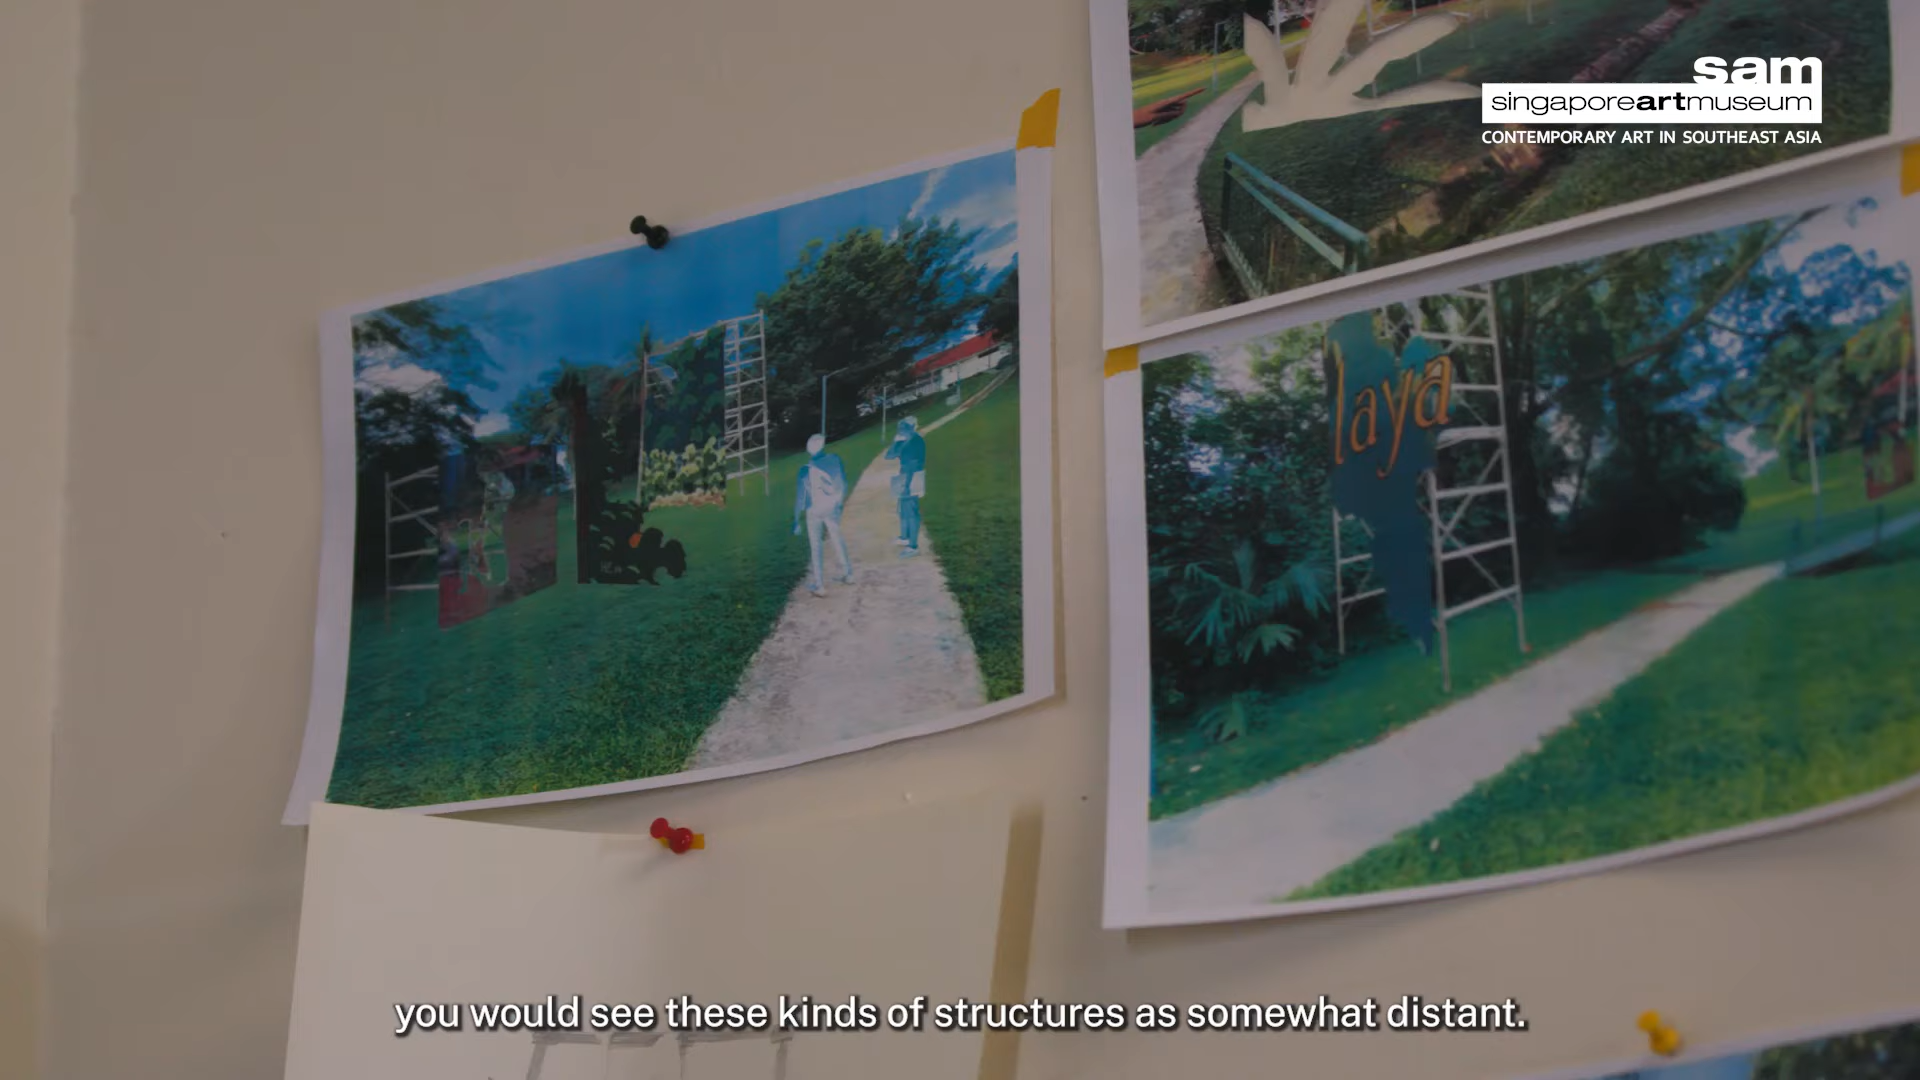 sam
singaporeartmuseum
CONTEMPORARY ART IN SOUTHEAST ASIA
laya
you would see these kinds of structures as somewhat distant.